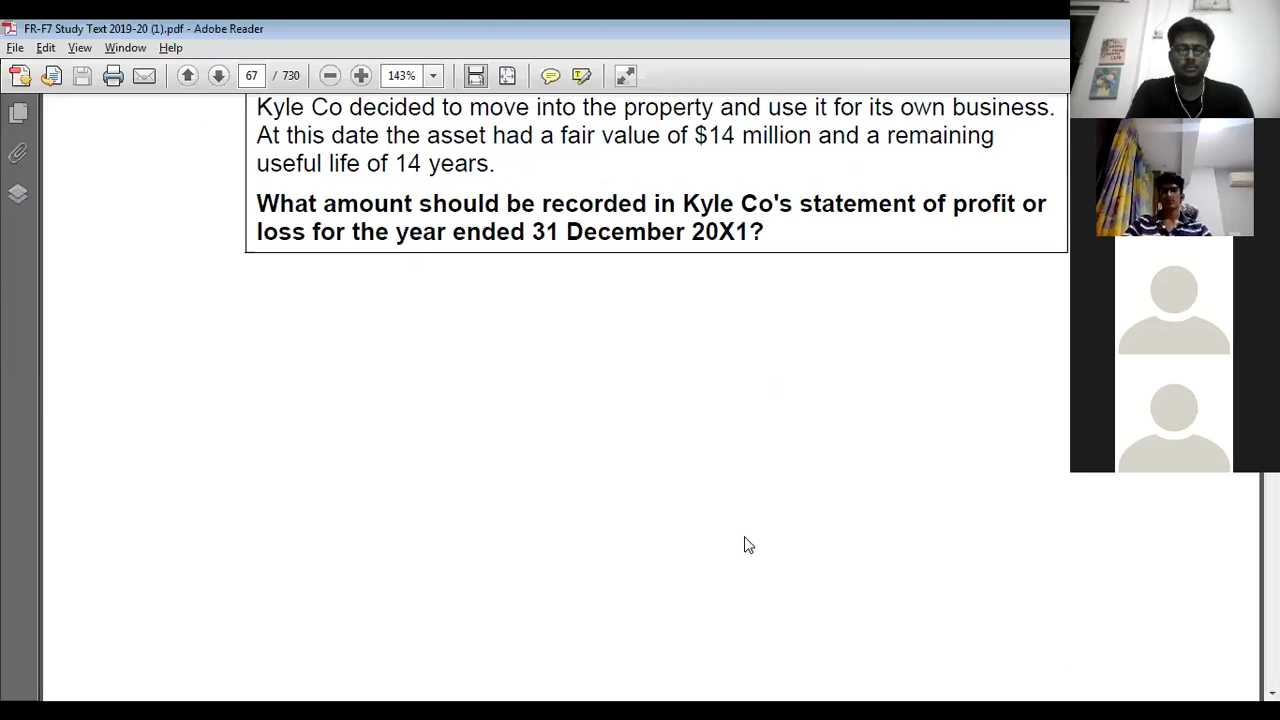 FR-F7 Study Text 2019-20 (1).pdf - Adobe Reader
File Edit View Window Help
67 / 730 143%
Kyle Co decided to move into the property and use it for its own business.
At this date the asset had a fair value of $14 million and a remaining
useful life of 14 years.
What amount should be recorded in Kyle Co's statement of profit or
loss for the year ended 31 December 20X1?